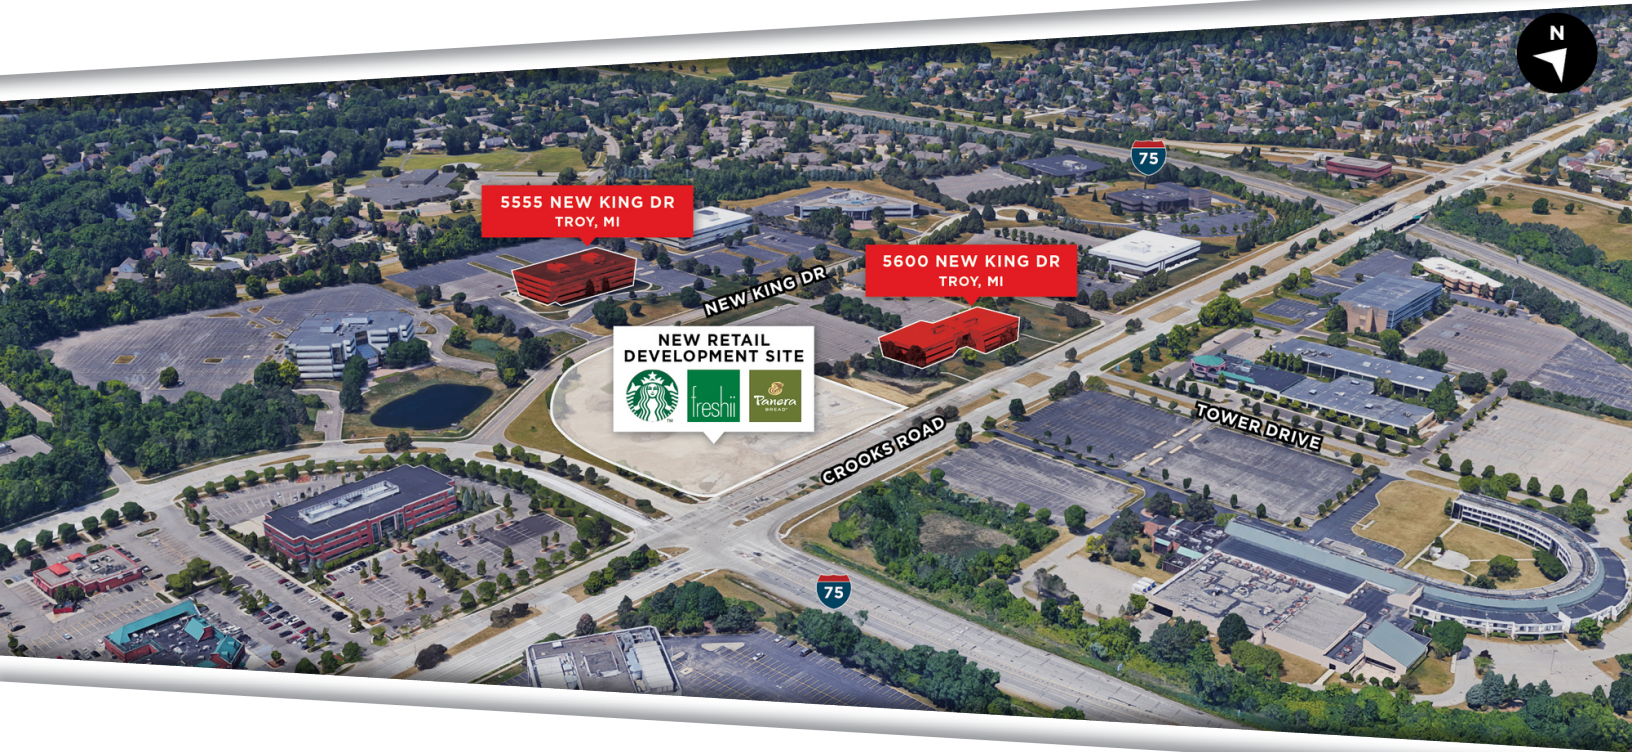 N
75
5555 NEW KING DR
TROY, MI
NEW KING DR
5600 NEW KING DR
TROY, MI
NEW RETAIL
DEVELOPMENT SITE
freshii
Panera
BREAD®
TM
TOWER DRIVE
CROOKS ROAD
75